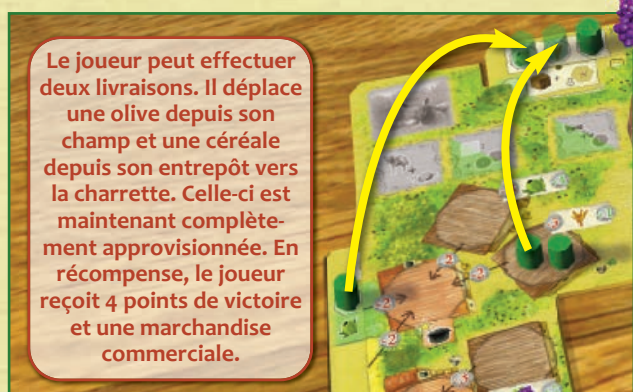 Le joueur peut effectuer
deux livraisons. Il déplace
une olive depuis son
champ et une céréale
depuis son entrepôt vers
la charrette. Celle-ci est
maintenant complète-
ment approvisionnée. En
récompense, le joueur
reçoit 4 points de victoire
et une marchandise
commerciale.